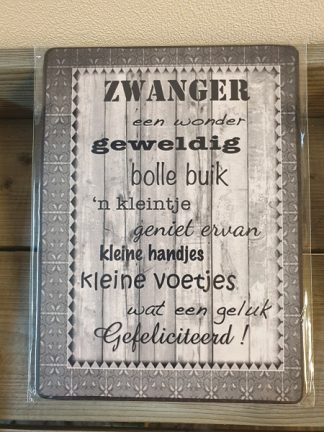 ZWANGER
een wonder
geweldig
bolle buik
'n kleintje
geniet ervan
kleine handjes
kleine voetjes
wat een geluk
Gefeliciteerd !